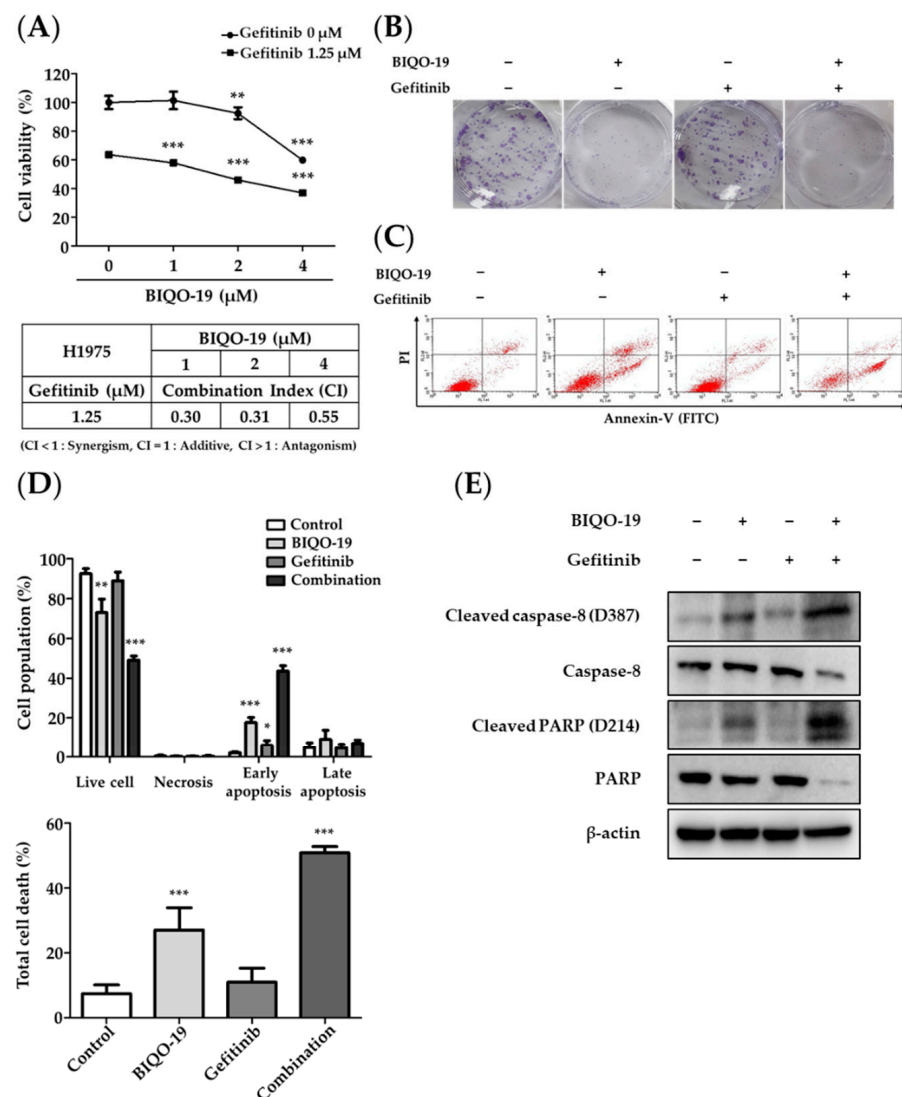 (A)
Gefitinib 0 μM
Gefitinib 1.25 μM
Cell viability (%)
120
100
80
60
40
20
0
**
***
***
***
***
0 1 2 4
BIQO-19 (μM)
H1975 BIQO-19 (μM)
1 2 4
Gefitinib (μM) Combination Index (CI)
1.25 0.30 0.31 0.55
(CI < 1 : Synergism, CI = 1 : Additive, CI > 1 : Antagonism)
(B)
BIQO-19 – + – +
Gefitinib – – + +
(C)
BIQO-19 – + – +
Gefitinib – – + +
PI
Annexin-V (FITC)
(D)
Control
BIQO-19
Gefitinib
Combination
Cell population (%)
100
80
60
40
20
0
**
***
***
*
***
Live cell Necrosis Early apoptosis Late apoptosis
Total cell death (%)
60
40
20
0
***
***
Control BIQO-19 Gefitinib Combination
(E)
BIQO-19 – + – +
Gefitinib – – + +
Cleaved caspase-8 (D387)
Caspase-8
Cleaved PARP (D214)
PARP
β-actin